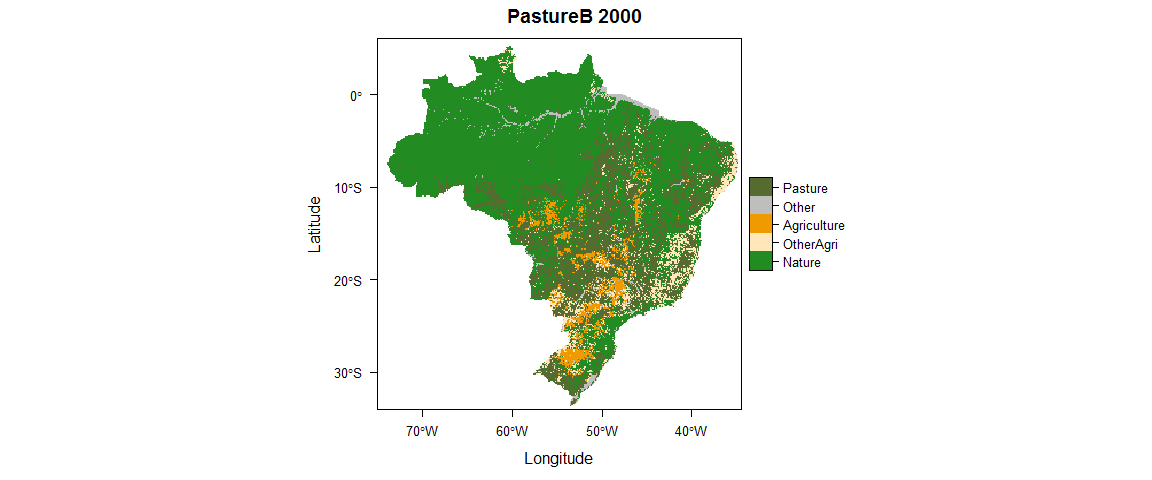 PastureB 2000
0°
10°S
20°S
30°S
Latitude
70°W
60°W
50°W
40°W
Longitude
Pasture
Other
Agriculture
OtherAgri
Nature